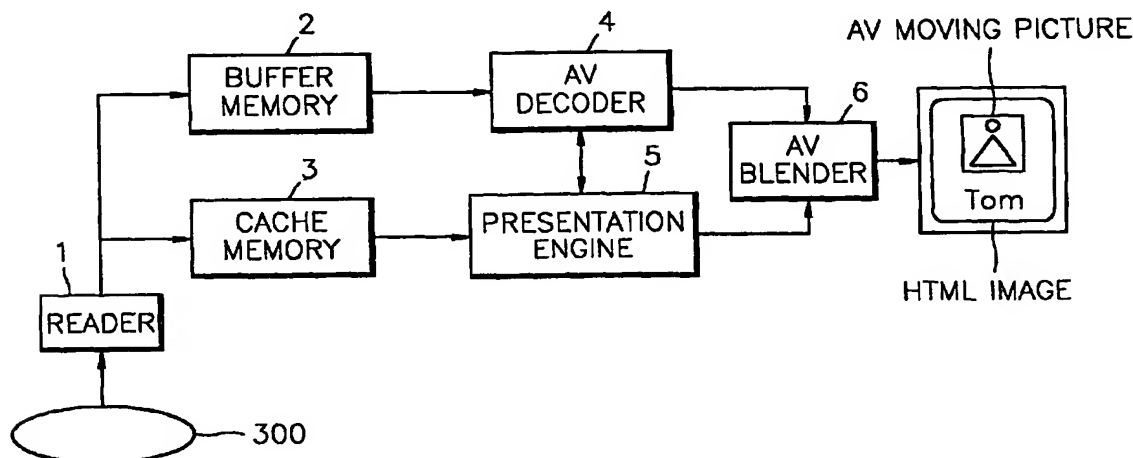 2
BUFFER
MEMORY
4
AV
DECODER
AV MOVING PICTURE
6
AV
BLENDER
Tom
3
CACHE
MEMORY
5
PRESENTATION
ENGINE
HTML IMAGE
1
READER
300